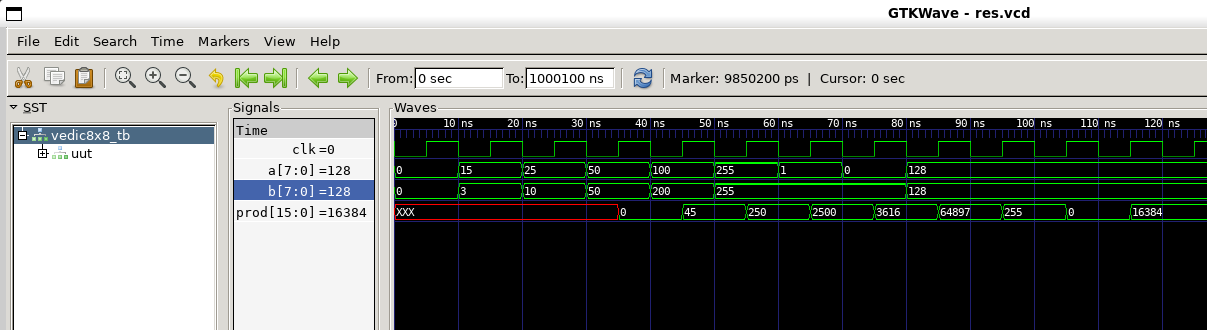 GTKWave - res.vcd
File Edit Search Time Markers View Help
From: 0 sec To: 1000100 ns Marker: 9850200 ps | Cursor: 0 sec
SST Signals Waves
Time 0 10 ns 20 ns 30 ns 40 ns 50 ns 60 ns 70 ns 80 ns 90 ns 100 ns 110 ns 120 ns
vedic8x8_tb
clk =0
uut
a[7:0] =128 0 15 25 50 100 255 1 0 128
b[7:0] =128 0 3 10 50 200 255 128
prod[15:0] =16384 XXX 0 45 250 2500 3616 64897 255 0 16384